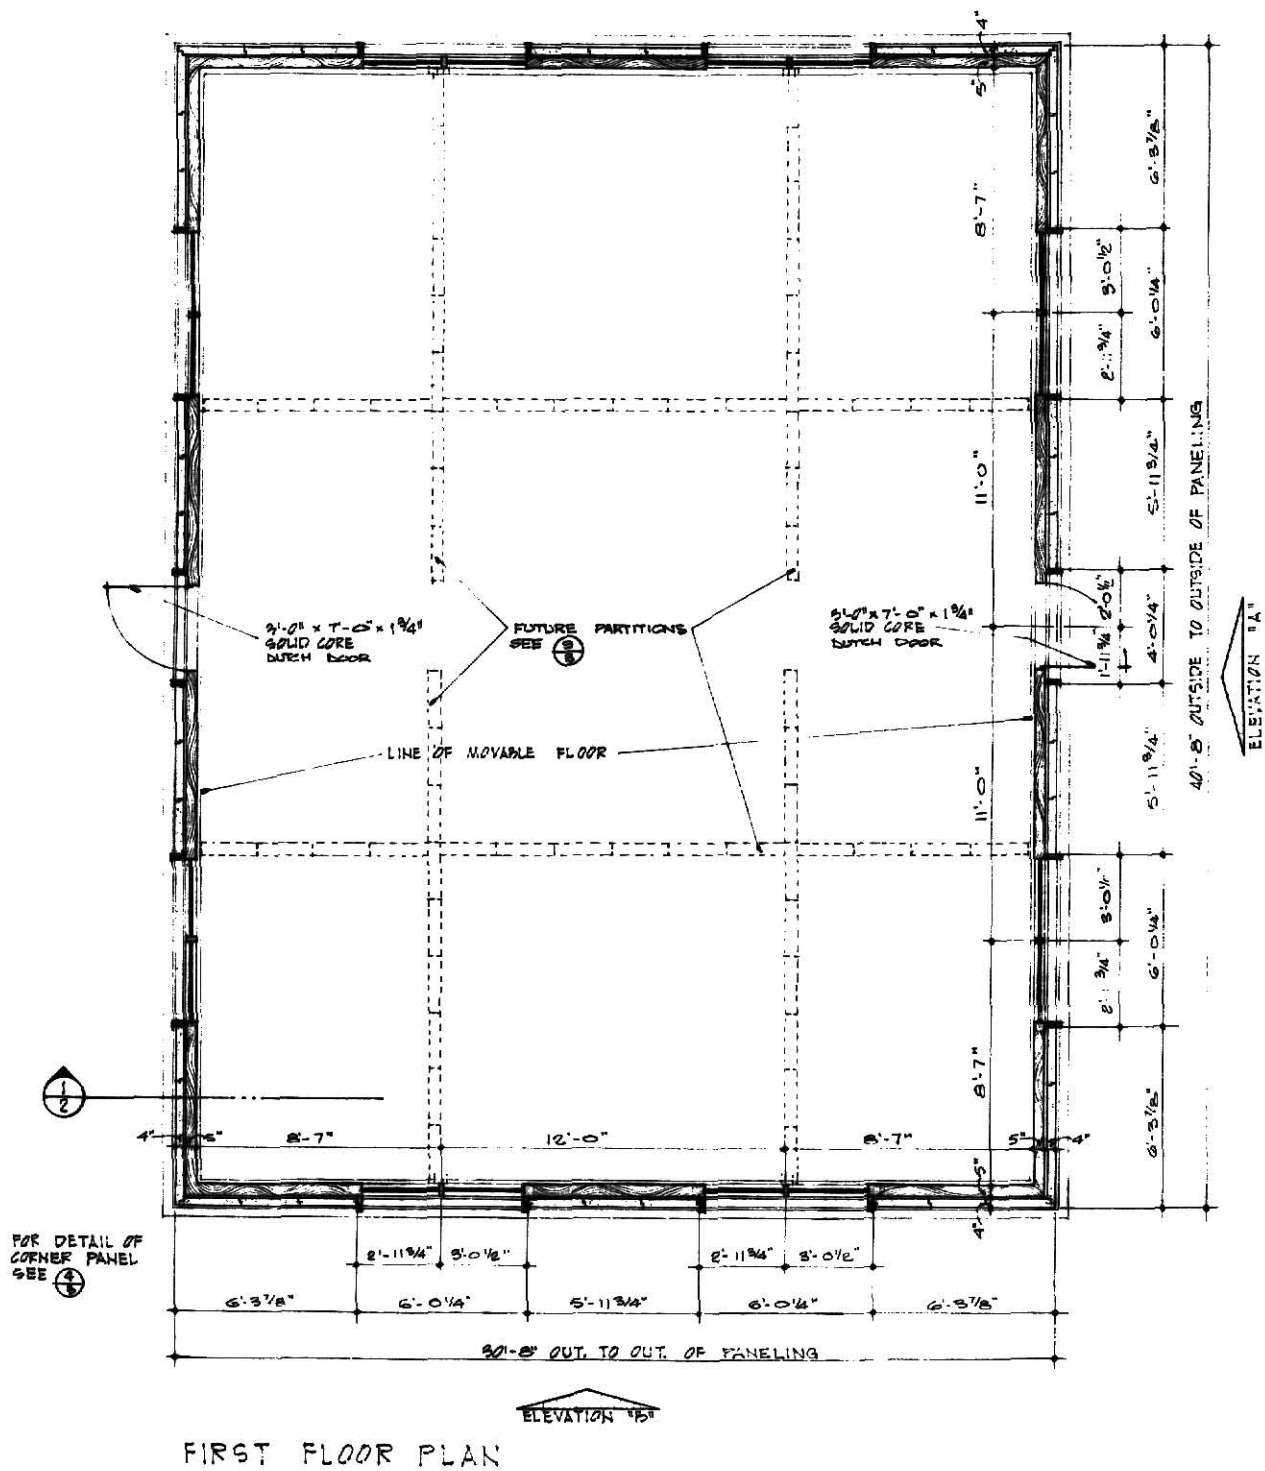 4"
5"
8'-7"
6'-3 7/8"
3'-0 1/2"
6'-0 1/4"
2'-11 3/4"
5'-11 3/4"
11'-0"
40'-8" OUTSIDE TO OUTSIDE OF PANELING
3'-0" x 7'-0" x 1 3/4"
SOLID CORE
DUTCH DOOR
FUTURE PARTITIONS
SEE
3'-0" x 7'-0" x 1 3/4"
SOLID CORE
DUTCH DOOR
2'-0 1/2"
1'-11 3/4"
4'-0 1/4"
ELEVATION "A"
LINE OF MOVABLE FLOOR
5'-11 3/4"
11'-0"
3'-0 1/2"
6'-0 1/4"
2'-11 3/4"
8'-7"
6'-3 7/8"
1
2
4" 5" 8'-7" 12'-0" 8'-7" 5" 4"
5"
4"
FOR DETAIL OF
CORNER PANEL
SEE 4
2'-11 3/4" 3'-0 1/2" 2'-11 3/4" 3'-0 1/2"
6'-3 7/8" 6'-0 1/4" 5'-11 3/4" 6'-0 1/4" 6'-3 7/8"
30'-8" OUT. TO OUT. OF PANELING
ELEVATION "B"
FIRST FLOOR PLAN